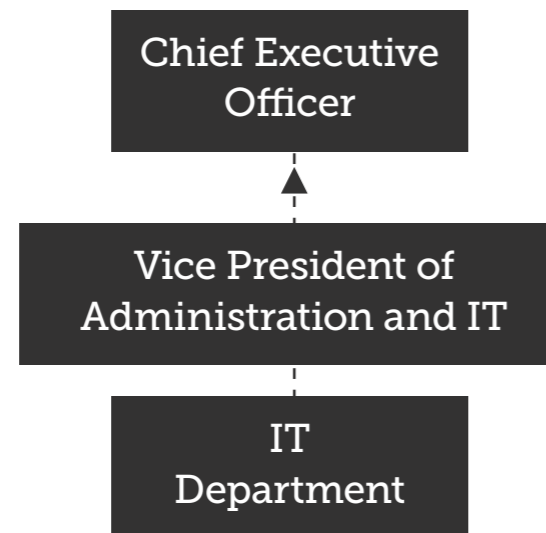 Chief Executive
Officer
Vice President of
Administration and IT
IT
Department